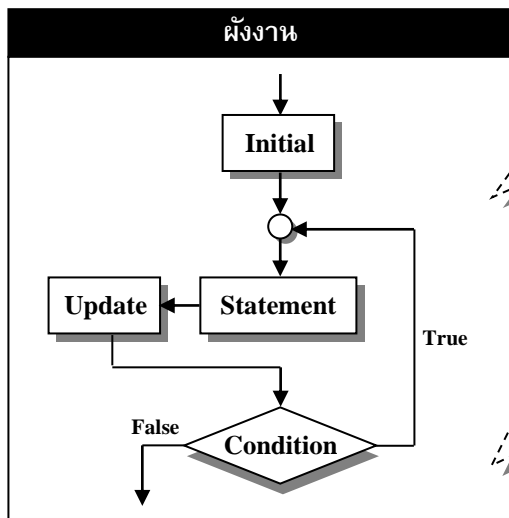 ผังงาน
Initial
Update
Statement
True
False
Condition